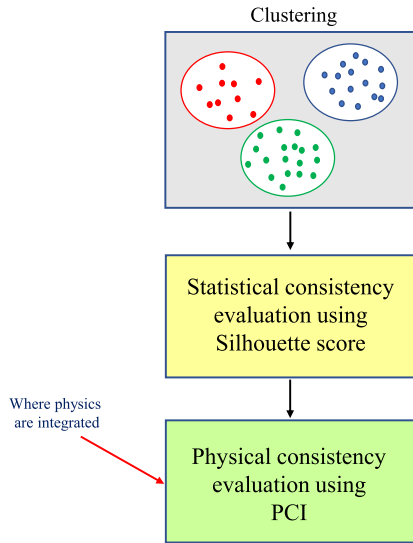 Clustering
Statistical consistency
evaluation using
Silhouette score
Where physics
are integrated
Physical consistency
evaluation using
PCI